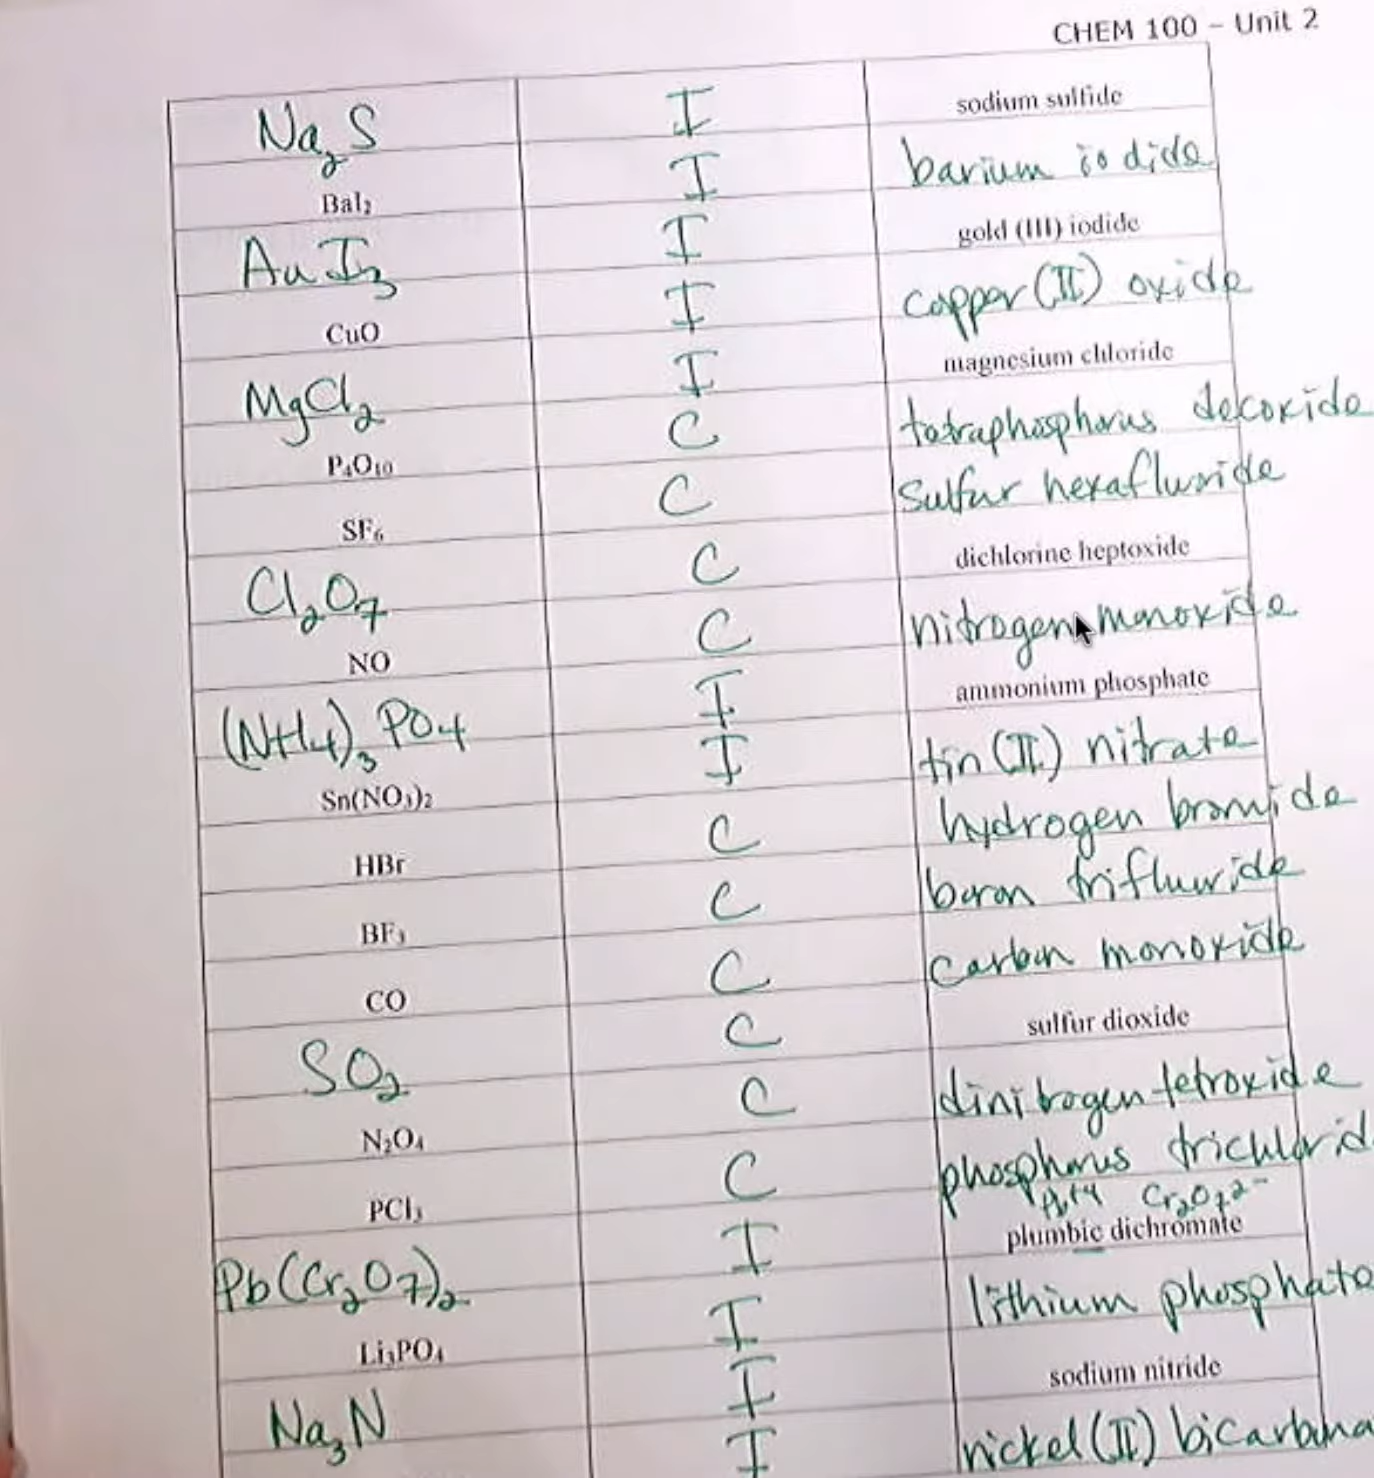 CHEM 100 – Unit 2
Na2S I sodium sulfide
BaI₂ I barium iodide
AuI3 I gold (III) iodide
CuO I copper (II) oxide
MgCl2 I magnesium chloride
P₄O₁₀ C tetraphosphorus decoxide
SF₆ C sulfur hexafluoride
Cl2O7 C dichlorine heptoxide
NO C nitrogen monoxide
(NH4)3 PO4 I ammonium phosphate
Sn(NO₃)₂ I tin (II) nitrate
HBr C hydrogen bromide
BF₃ C boron trifluoride
CO C carbon monoxide
SO2 C sulfur dioxide
N₂O₄ C dinitrogen tetroxide
PCl₃ C phosphorus trichlorid
Pb+4 Cr2O7 2-
Pb(Cr2O7)2 I plumbic dichromate
Li₃PO₄ I lithium phosphate
Na3N I sodium nitride
I nickel (II) bicarbona